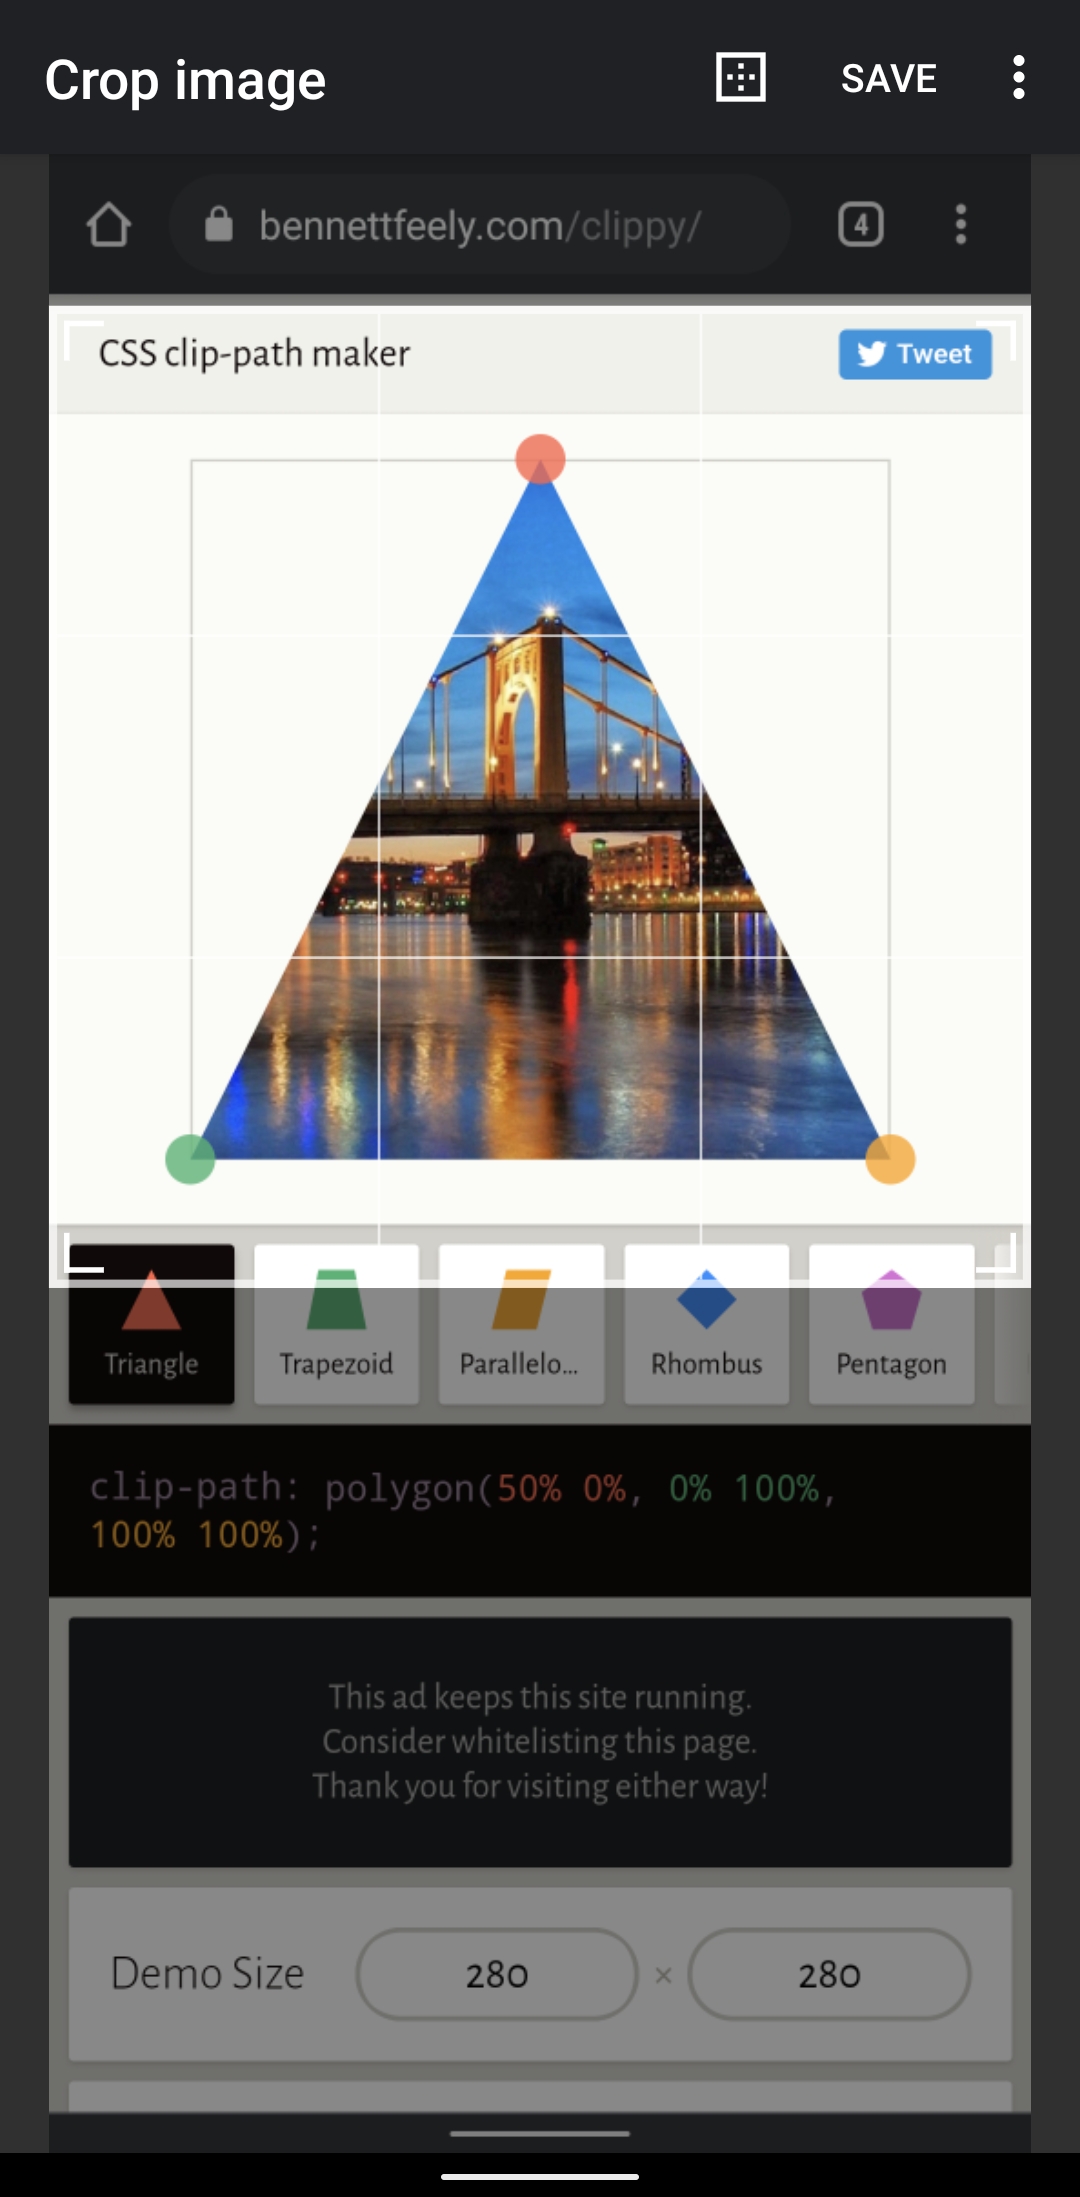 Crop image
SAVE
bennettfeely.com/clippy/
4
CSS clip-path maker
Tweet
Triangle
Trapezoid
Parallelo...
Rhombus
Pentagon
clip-path: polygon(50% 0%, 0% 100%,
100% 100%);
This ad keeps this site running.
Consider whitelisting this page.
Thank you for visiting either way!
Demo Size 280 × 280